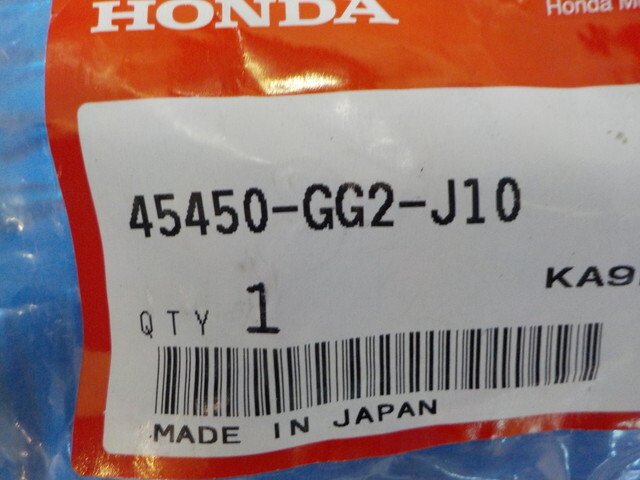 HONDA
Honda M
45450-GG2-J10
KA9
QTY 1
MADE IN JAPAN